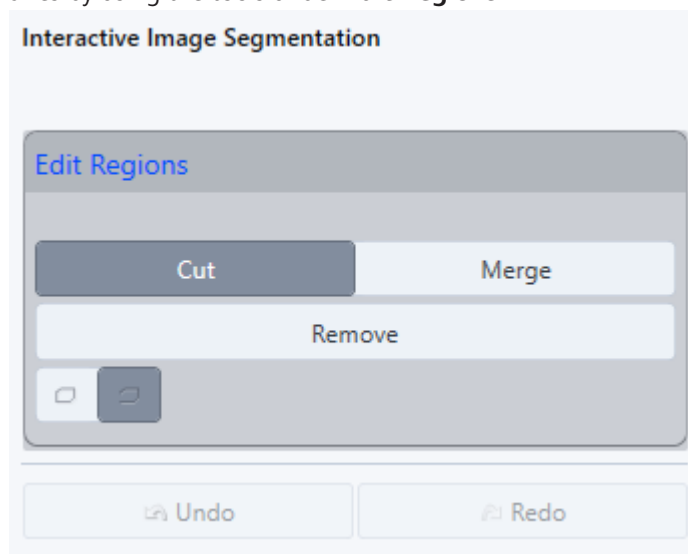 Interactive Image Segmentation
Edit Regions
Cut Merge
Remove
Undo Redo